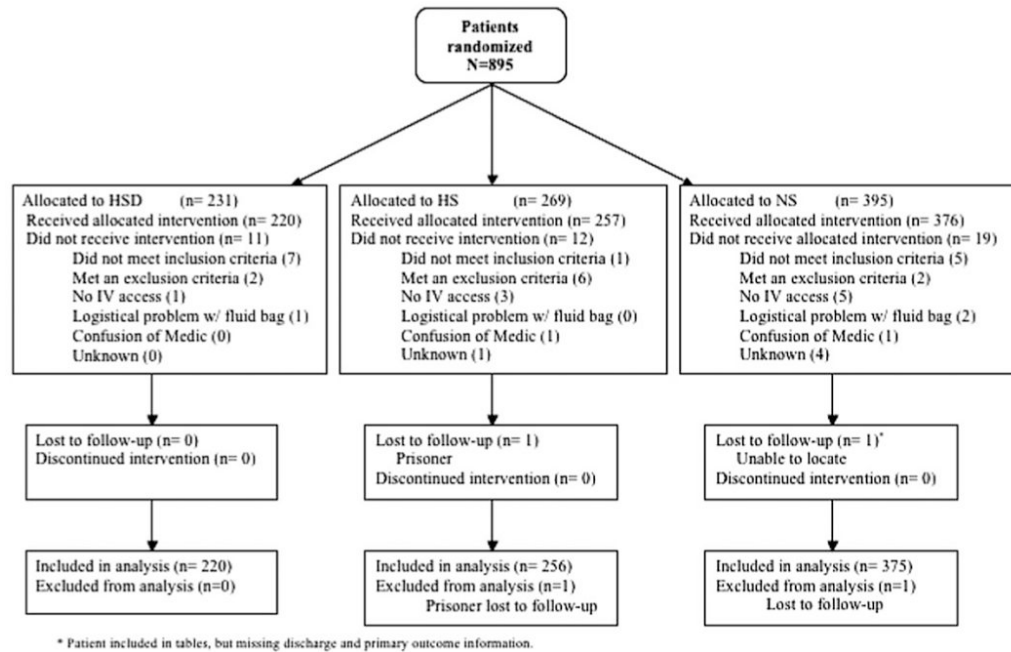 Patients
randomized
N=895
Allocated to HSD (n= 231)
Received allocated intervention (n= 220)
Did not receive intervention (n= 11)
Did not meet inclusion criteria (7)
Met an exclusion criteria (2)
No IV access (1)
Logistical problem w/ fluid bag (1)
Confusion of Medic (0)
Unknown (0)
Allocated to HS (n= 269)
Received allocated intervention (n= 257)
Did not receive intervention (n= 12)
Did not meet inclusion criteria (1)
Met an exclusion criteria (6)
No IV access (3)
Logistical problem w/ fluid bag (0)
Confusion of Medic (1)
Unknown (1)
Allocated to NS (n= 395)
Received allocated intervention (n= 376)
Did not receive allocated intervention (n= 19)
Did not meet inclusion criteria (5)
Met an exclusion criteria (2)
No IV access (5)
Logistical problem w/ fluid bag (2)
Confusion of Medic (1)
Unknown (4)
Lost to follow-up (n= 0)
Discontinued intervention (n= 0)
Lost to follow-up (n= 1)
Prisoner
Discontinued intervention (n= 0)
Lost to follow-up (n= 1)*
Unable to locate
Discontinued intervention (n= 0)
Included in analysis (n= 220)
Excluded from analysis (n=0)
Included in analysis (n= 256)
Excluded from analysis (n=1)
Prisoner lost to follow-up
Included in analysis (n= 375)
Excluded from analysis (n=1)
Lost to follow-up
* Patient included in tables, but missing discharge and primary outcome information.